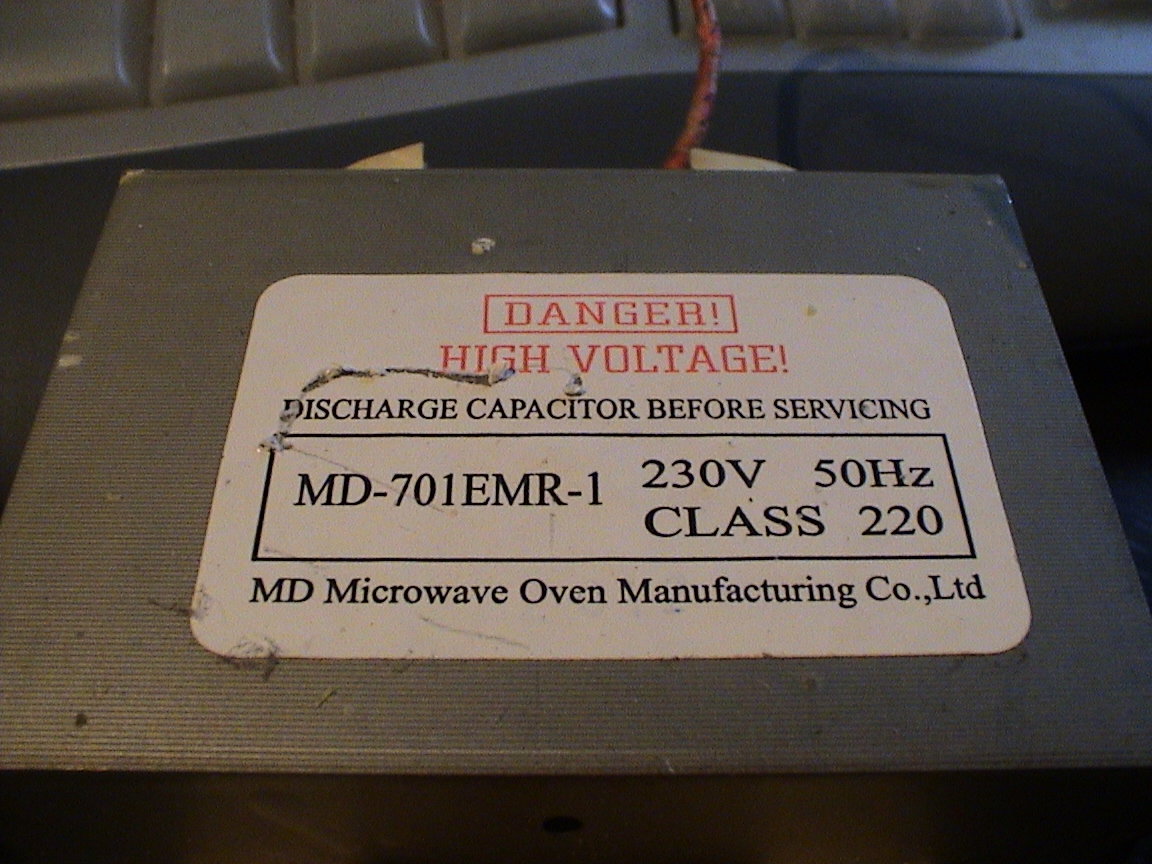 DANGER!
HIGH VOLTAGE!
DISCHARGE CAPACITOR BEFORE SERVICING
MD-701EMR-1 230V 50Hz
CLASS 220
MD Microwave Oven Manufacturing Co.,Ltd